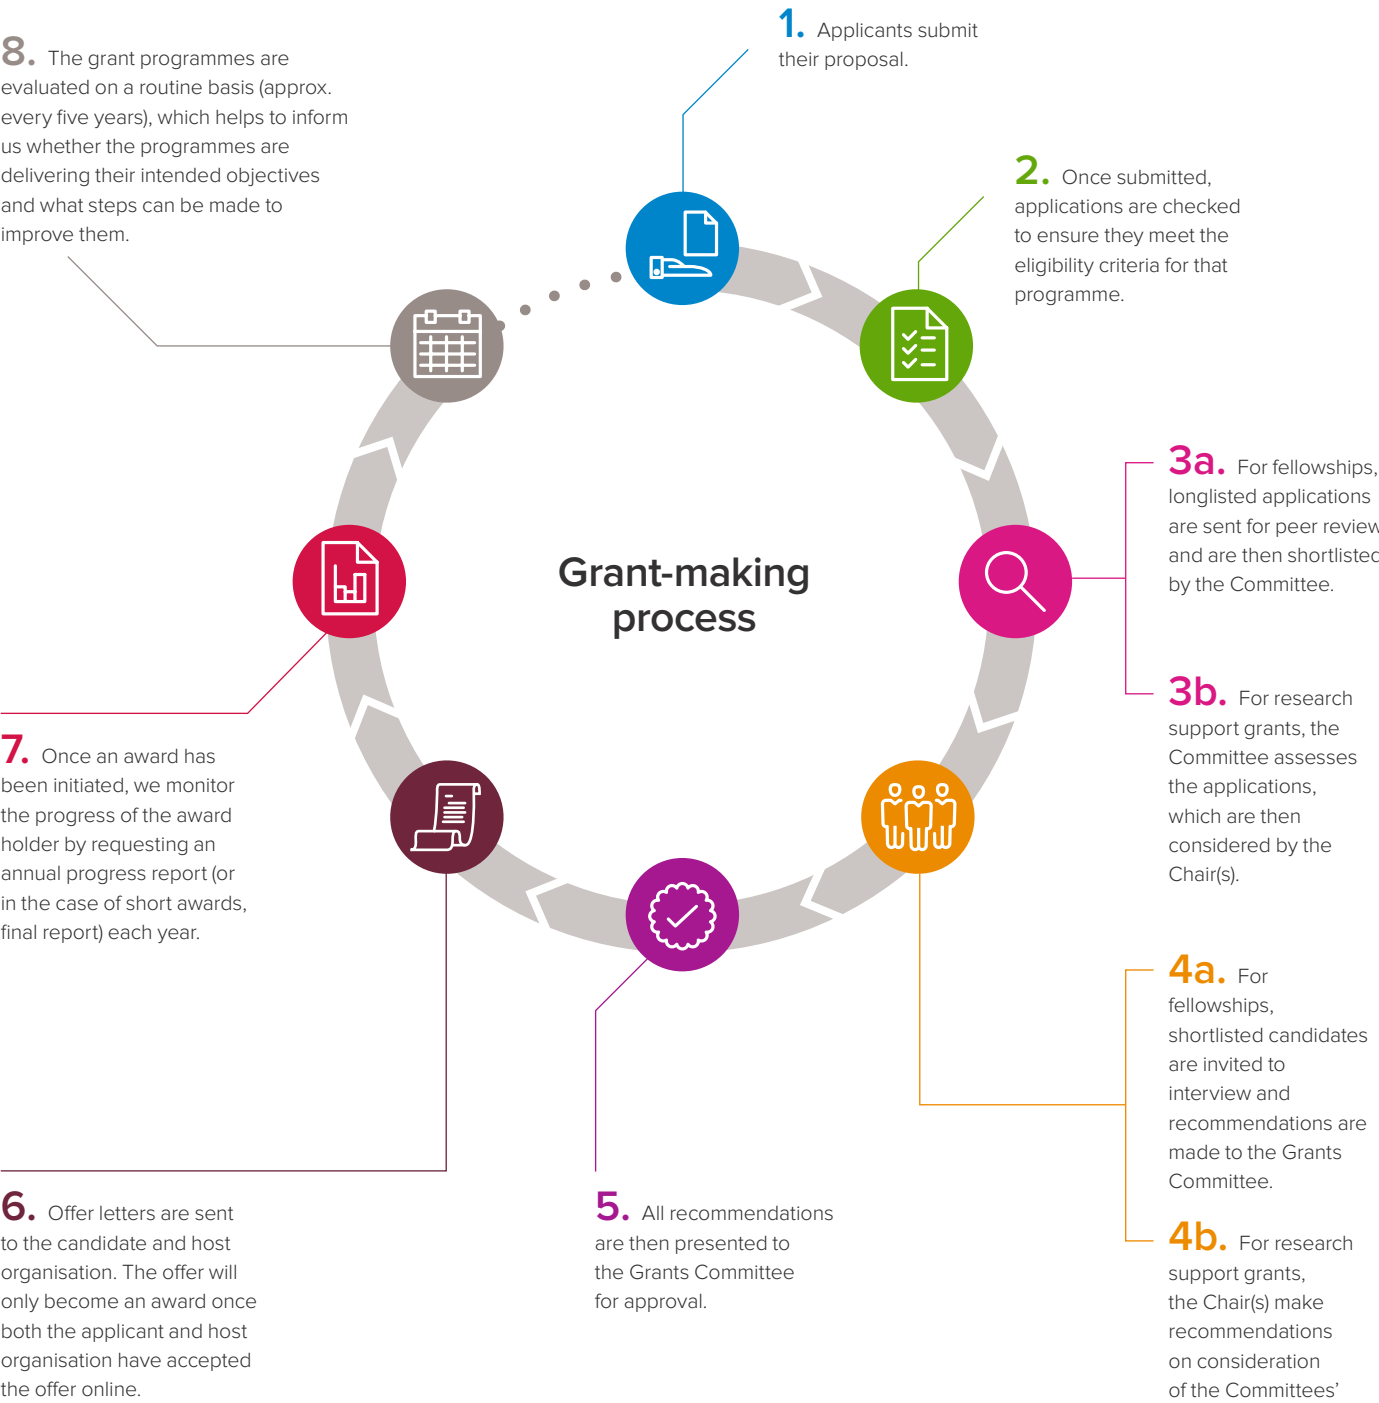 1. Applicants submit
their proposal.
2. Once submitted,
applications are checked
to ensure they meet the
eligibility criteria for that
programme.
3a. For fellowships,
longlisted applications
are sent for peer review
and are then shortlisted
by the Committee.
3b. For research
support grants, the
Committee assesses
the applications,
which are then
considered by the
Chair(s).
4a. For
fellowships,
shortlisted candidates
are invited to
interview and
recommendations are
made to the Grants
Committee.
4b. For research
support grants,
the Chair(s) make
recommendations
on consideration
of the Committees’
5. All recommendations
are then presented to
the Grants Committee
for approval.
6. Offer letters are sent
to the candidate and host
organisation. The offer will
only become an award once
both the applicant and host
organisation have accepted
the offer online.
7. Once an award has
been initiated, we monitor
the progress of the award
holder by requesting an
annual progress report (or
in the case of short awards,
final report) each year.
8. The grant programmes are
evaluated on a routine basis (approx.
every five years), which helps to inform
us whether the programmes are
delivering their intended objectives
and what steps can be made to
improve them.
Grant-making
process